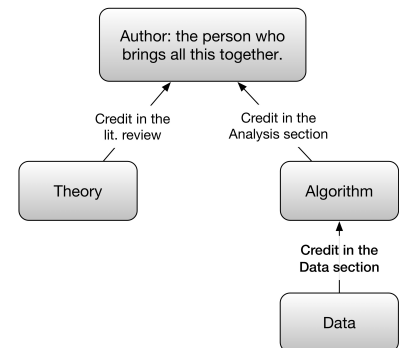 Author: the person who
brings all this together.
Credit in the
lit. review
Credit in the
Analysis section
Theory
Algorithm
Credit in the
Data section
Data